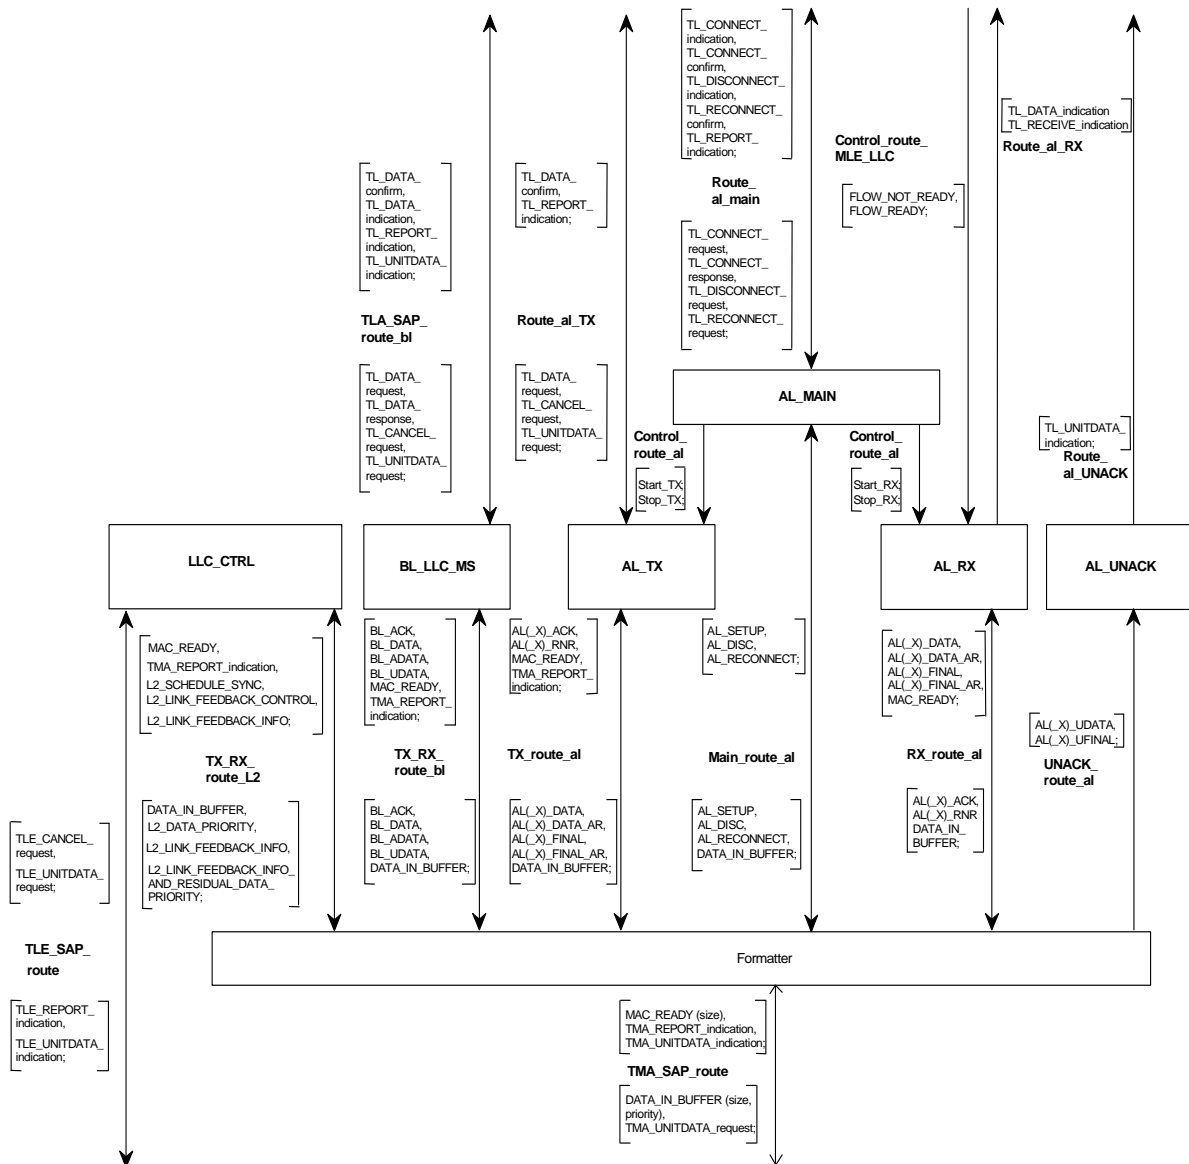 TL_CONNECT_
indication,
TL_CONNECT_
confirm,
TL_DISCONNECT_
indication,
TL_RECONNECT_
confirm,
TL_REPORT_
indication;
TL_DATA_indication
TL_RECEIVE_indication
Route_al_RX
Control_route_
MLE_LLC
FLOW_NOT_READY,
FLOW_READY;
TL_DATA_
confirm,
TL_DATA_
indication,
TL_REPORT_
indication,
TL_UNITDATA_
indication;
TL_DATA_
confirm,
TL_REPORT_
indication;
Route_
al_main
TL_CONNECT_
request,
TL_CONNECT_
response,
TL_DISCONNECT_
request,
TL_RECONNECT_
request;
TLA_SAP_
route_bl
Route_al_TX
TL_DATA_
request,
TL_DATA_
response,
TL_CANCEL_
request,
TL_UNITDATA_
request;
TL_DATA_
request,
TL_CANCEL_
request,
TL_UNITDATA_
request;
AL_MAIN
Control_
route_al
Start_TX;
Stop_TX;
Control_
route_al
Start_RX;
Stop_RX;
TL_UNITDATA_
indication;
Route_
al_UNACK
LLC_CTRL
BL_LLC_MS
AL_TX
AL_RX
AL_UNACK
MAC_READY,
TMA_REPORT_indication,
L2_SCHEDULE_SYNC,
L2_LINK_FEEDBACK_CONTROL,
L2_LINK_FEEDBACK_INFO;
BL_ACK,
BL_DATA,
BL_ADATA,
BL_UDATA,
MAC_READY,
TMA_REPORT_
indication;
AL(_X)_ACK,
AL(_X)_RNR,
MAC_READY,
TMA_REPORT_
indication;
AL_SETUP,
AL_DISC,
AL_RECONNECT;
AL(_X)_DATA,
AL(_X)_DATA_AR,
AL(_X)_FINAL,
AL(_X)_FINAL_AR,
MAC_READY;
AL(_X)_UDATA,
AL(_X)_UFINAL;
TX_RX_
route_L2
TX_RX_
route_bl
TX_route_al
Main_route_al
RX_route_al
UNACK_
route_al
DATA_IN_BUFFER,
L2_DATA_PRIORITY,
L2_LINK_FEEDBACK_INFO,
L2_LINK_FEEDBACK_INFO_
AND_RESIDUAL_DATA_
PRIORITY;
BL_ACK,
BL_DATA,
BL_ADATA,
BL_UDATA,
DATA_IN_BUFFER;
AL(_X)_DATA,
AL(_X)_DATA_AR,
AL(_X)_FINAL,
AL(_X)_FINAL_AR,
DATA_IN_BUFFER;
AL_SETUP,
AL_DISC,
AL_RECONNECT,
DATA_IN_BUFFER;
AL(_X)_ACK,
AL(_X)_RNR
DATA_IN_
BUFFER;
TLE_CANCEL_
request,
TLE_UNITDATA_
request;
TLE_SAP_
route
TLE_REPORT_
indication,
TLE_UNITDATA_
indication;
Formatter
MAC_READY (size),
TMA_REPORT_indication,
TMA_UNITDATA_indication;
TMA_SAP_route
DATA_IN_BUFFER (size,
priority),
TMA_UNITDATA_request;